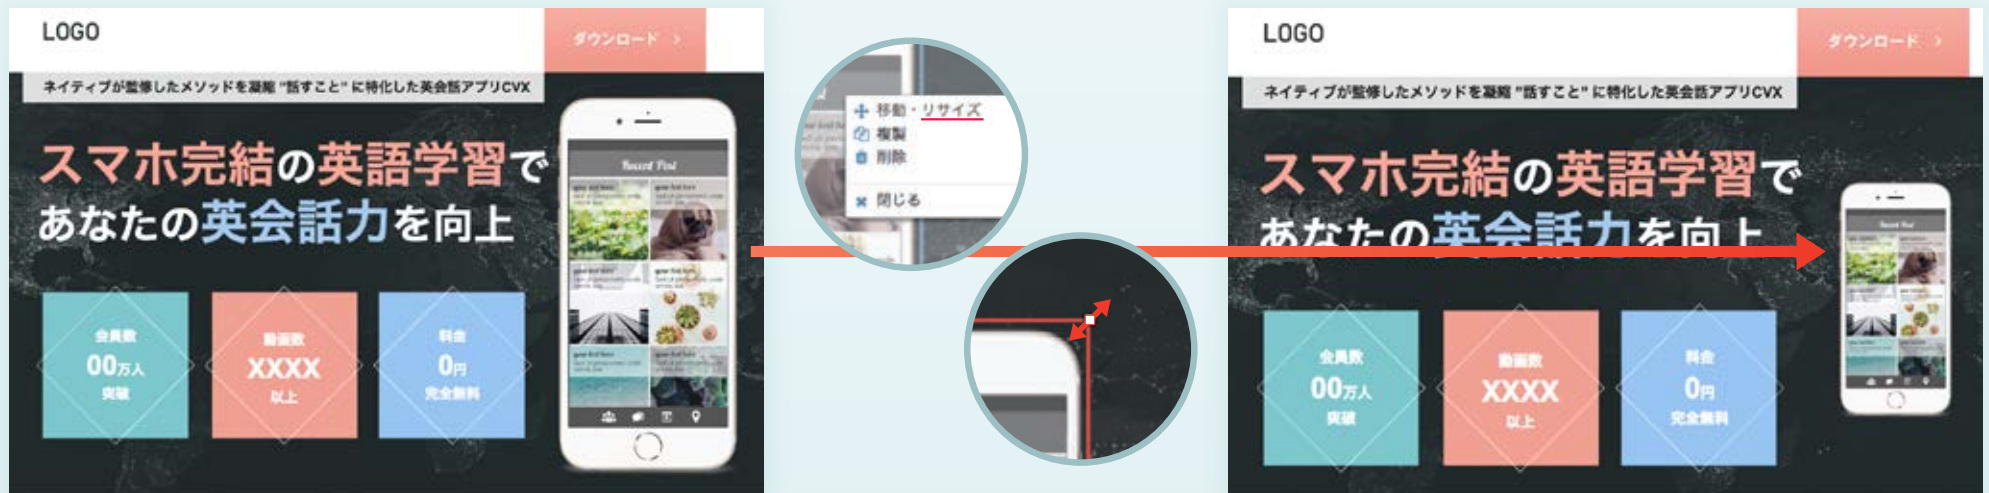 LOGO
ダウンロード >
ネイティブが監修したメソッドを凝縮 "話すこと" に特化した英会話アプリCVX
スマホ完結の英語学習で
あなたの英会話力を向上
会員数
00万人
突破
動画数
XXXX
以上
料金
0円
完全無料
Recent Post
移動・リサイズ
複製
削除
閉じる
LOGO
ダウンロード >
ネイティブが監修したメソッドを凝縮 "話すこと" に特化した英会話アプリCVX
スマホ完結の英語学習で
あなたの英会話力を向上
会員数
00万人
突破
動画数
XXXX
以上
料金
0円
完全無料